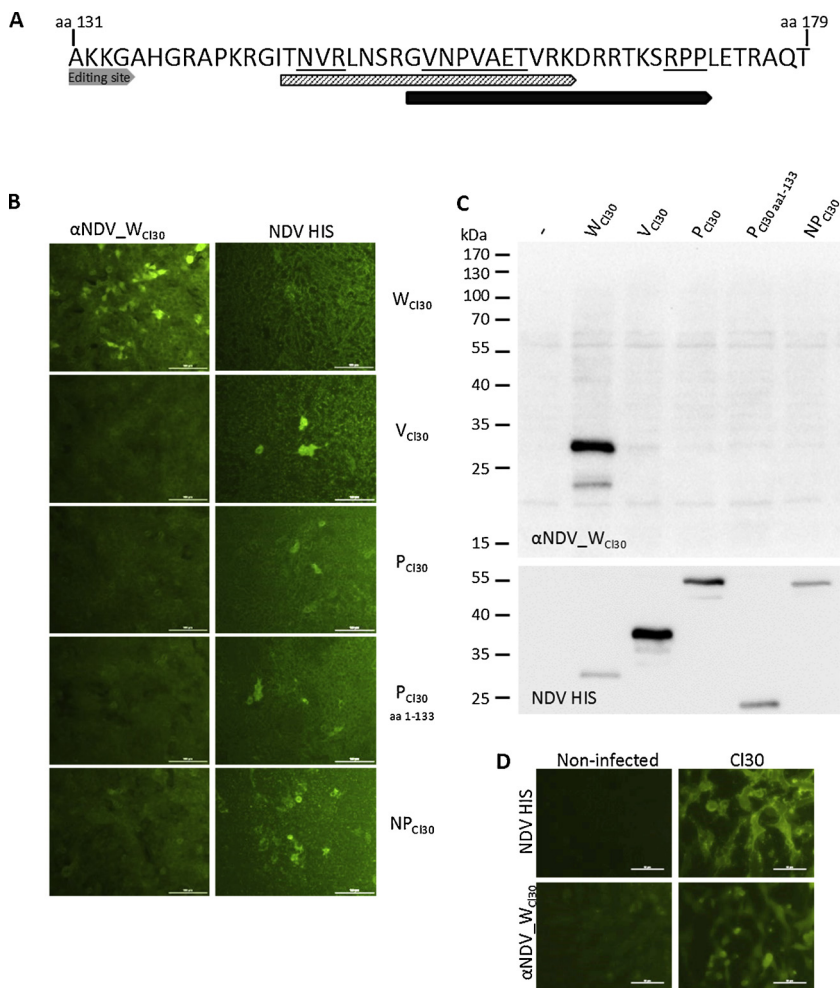 A
aa 131
aa 179
AKKGAHGRAPKRGITNVRLNSRGVNPVAETVRKDRRTKSRPPLETRAQT
Editing site
B
αNDV_WCl30
NDV HIS
WCl30
VCl30
PCl30
PCl30
aa 1-133
NPCl30
C
kDa
-
WCl30
VCl30
PCl30
PCl30 aa1-133
NPCl30
170
130
100
70
55
40
35
25
15
αNDV_WCl30
55
40
35
25
NDV HIS
D
Non-infected
Cl30
NDV HIS
αNDV_WCl30